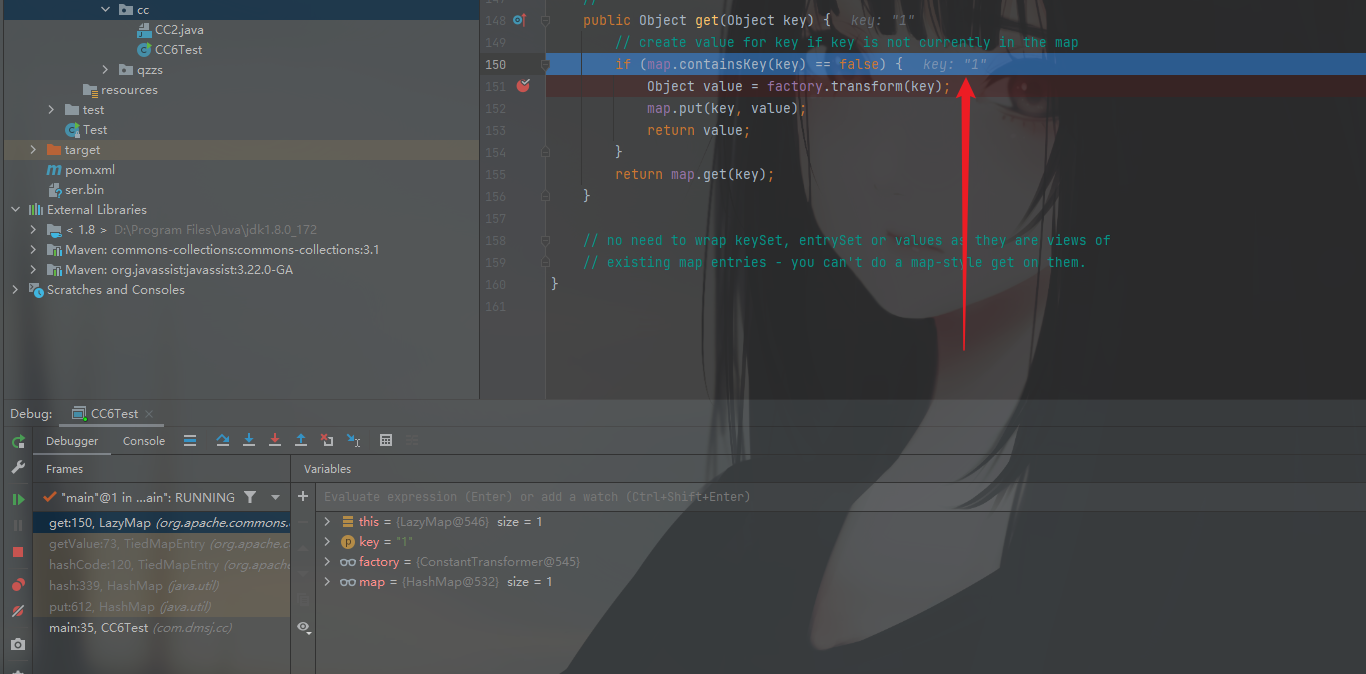 cc
CC2.java
CC6Test
qzzs
resources
test
Test
target
pom.xml
ser.bin
External Libraries
< 1.8 > D:\Program Files\Java\jdk1.8.0_172
Maven: commons-collections:commons-collections:3.1
Maven: org.javassist:javassist:3.22.0-GA
Scratches and Consoles
148 public Object get(Object key) { key: "1"
149 // create value for key if key is not currently in the map
150 if (map.containsKey(key) == false) { key: "1"
151 Object value = factory.transform(key);
152 map.put(key, value);
153 return value;
154 }
155 return map.get(key);
156 }
157
158 // no need to wrap keySet, entrySet or values as they are views of
159 // existing map entries - you can't do a map-style get on them.
160 }
161
Debug: CC6Test
Debugger Console
Frames
Variables
"main"@1 in ...ain": RUNNING
Evaluate expression (Enter) or add a watch (Ctrl+Shift+Enter)
get:150, LazyMap (org.apache.commons.
getValue:73, TiedMapEntry (org.apache.c
hashCode:120, TiedMapEntry (org.apache
hash:339, HashMap (java.util)
put:612, HashMap (java.util)
main:35, CC6Test (com.dmsj.cc)
this = {LazyMap@546} size = 1
key = "1"
factory = {ConstantTransformer@545}
map = {HashMap@532} size = 1